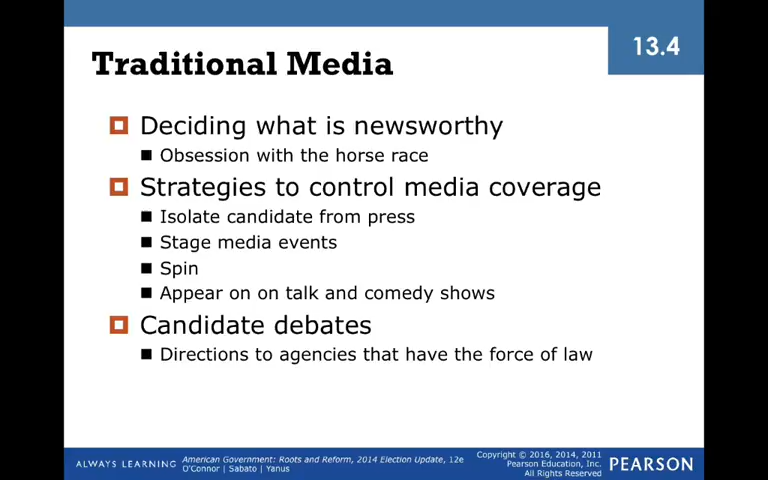 13.4
Traditional Media
Deciding what is newsworthy
Obsession with the horse race
Strategies to control media coverage
Isolate candidate from press
Stage media events
Spin
Appear on on talk and comedy shows
Candidate debates
Directions to agencies that have the force of law
ALWAYS LEARNING
American Government: Roots and Reform, 2014 Election Update, 12e
O'Connor | Sabato | Yanus
Copyright © 2016, 2014, 2011
Pearson Education, Inc.
All Rights Reserved
PEARSON